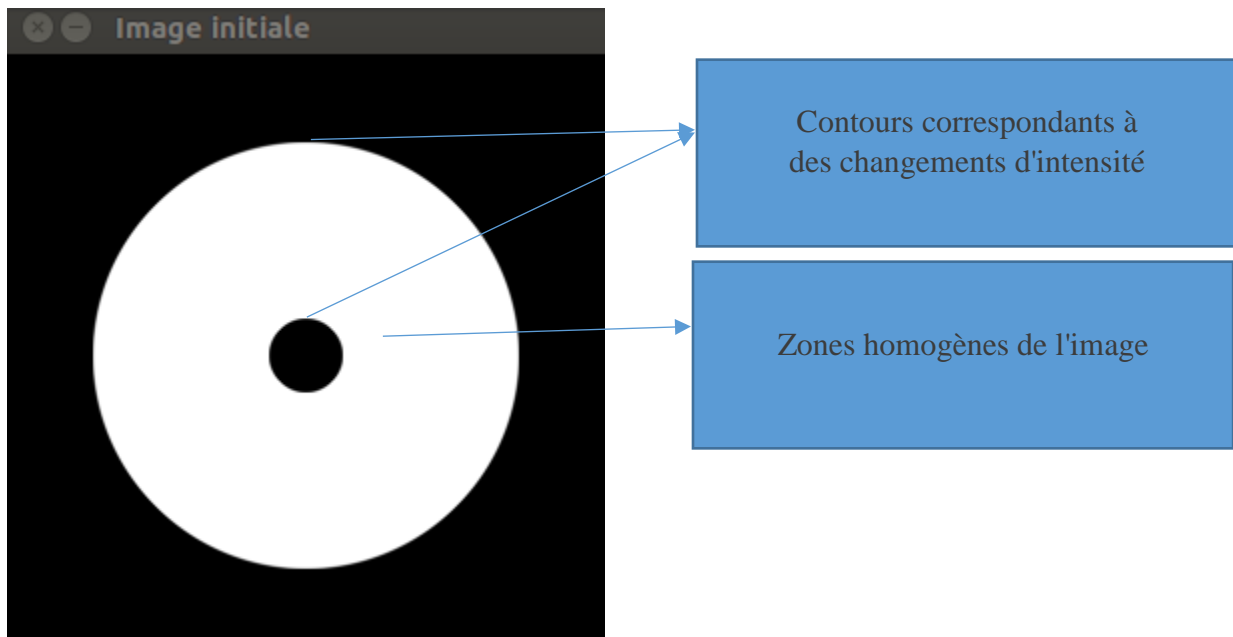 Image initiale
Contours correspondants à
des changements d'intensité
Zones homogènes de l'image